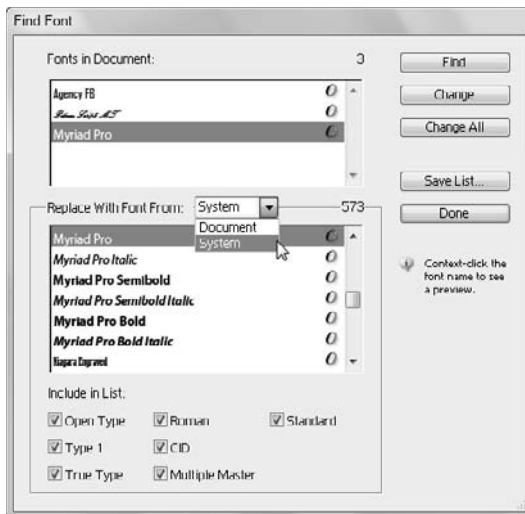 Find Font
Fonts in Document:
3
Agency FB
Palace Script MT
Myriad Pro
Find
Change
Change All
Save List...
Done
Replace With Font From:
System
573
Document
System
Myriad Pro
Myriad Pro Italic
Myriad Pro Semibold
Myriad Pro Semibold Italic
Myriad Pro Bold
Myriad Pro Bold Italic
Niagara Engraved
Context-click the
font name to see
a preview.
Include in List:
Open Type
Roman
Standard
Type 1
CID
True Type
Multiple Master